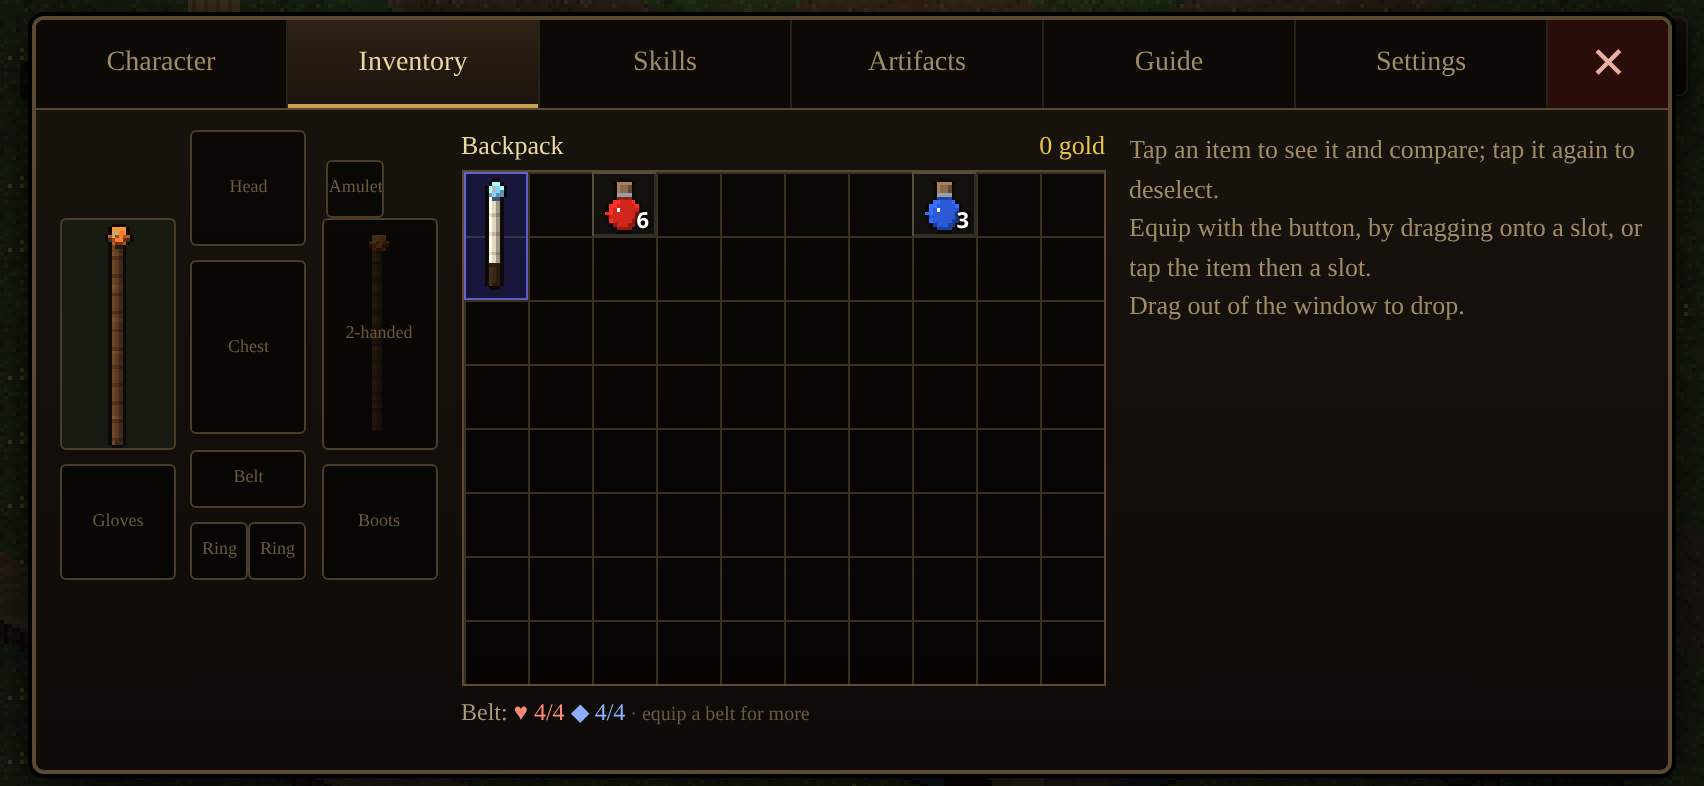 Character
Inventory
Skills
Artifacts
Guide
Settings
✕
Head
Amulet
Chest
2-handed
Belt
Gloves
Ring
Ring
Boots
Backpack
0 gold
6
3
Belt: ♥ 4/4 ◆ 4/4 · equip a belt for more
Tap an item to see it and compare; tap it again to
deselect.
Equip with the button, by dragging onto a slot, or
tap the item then a slot.
Drag out of the window to drop.